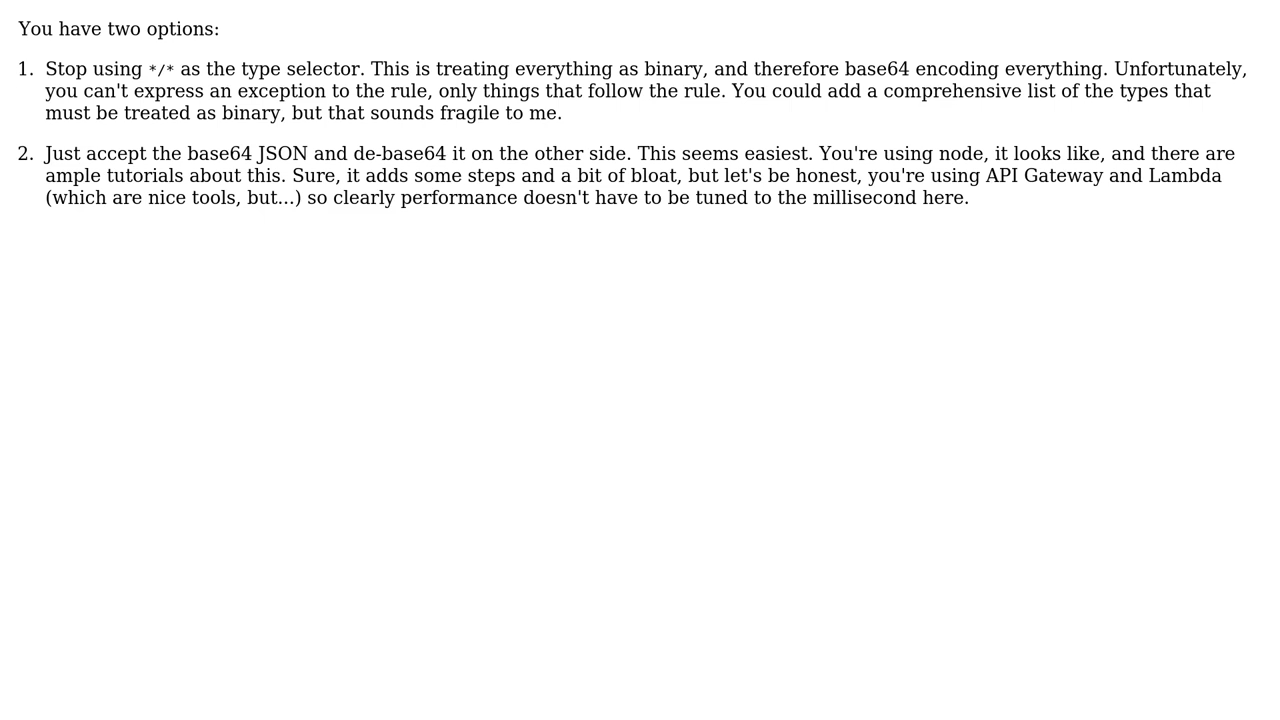 You have two options:
1. Stop using */* as the type selector. This is treating everything as binary, and therefore base64 encoding everything. Unfortunately,
you can't express an exception to the rule, only things that follow the rule. You could add a comprehensive list of the types that
must be treated as binary, but that sounds fragile to me.
2. Just accept the base64 JSON and de-base64 it on the other side. This seems easiest. You're using node, it looks like, and there are
ample tutorials about this. Sure, it adds some steps and a bit of bloat, but let's be honest, you're using API Gateway and Lambda
(which are nice tools, but...) so clearly performance doesn't have to be tuned to the millisecond here.